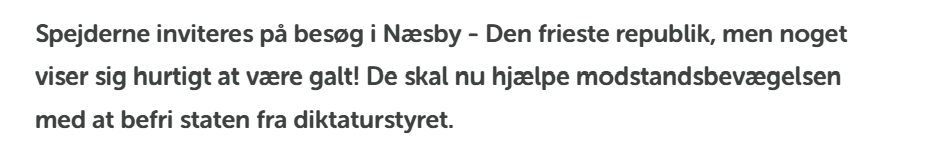 Spejderne inviteres på besøg i Næsby - Den frieste republik, men noget
viser sig hurtigt at være galt! De skal nu hjælpe modstandsbevægelsen
med at befri staten fra diktaturstyret.